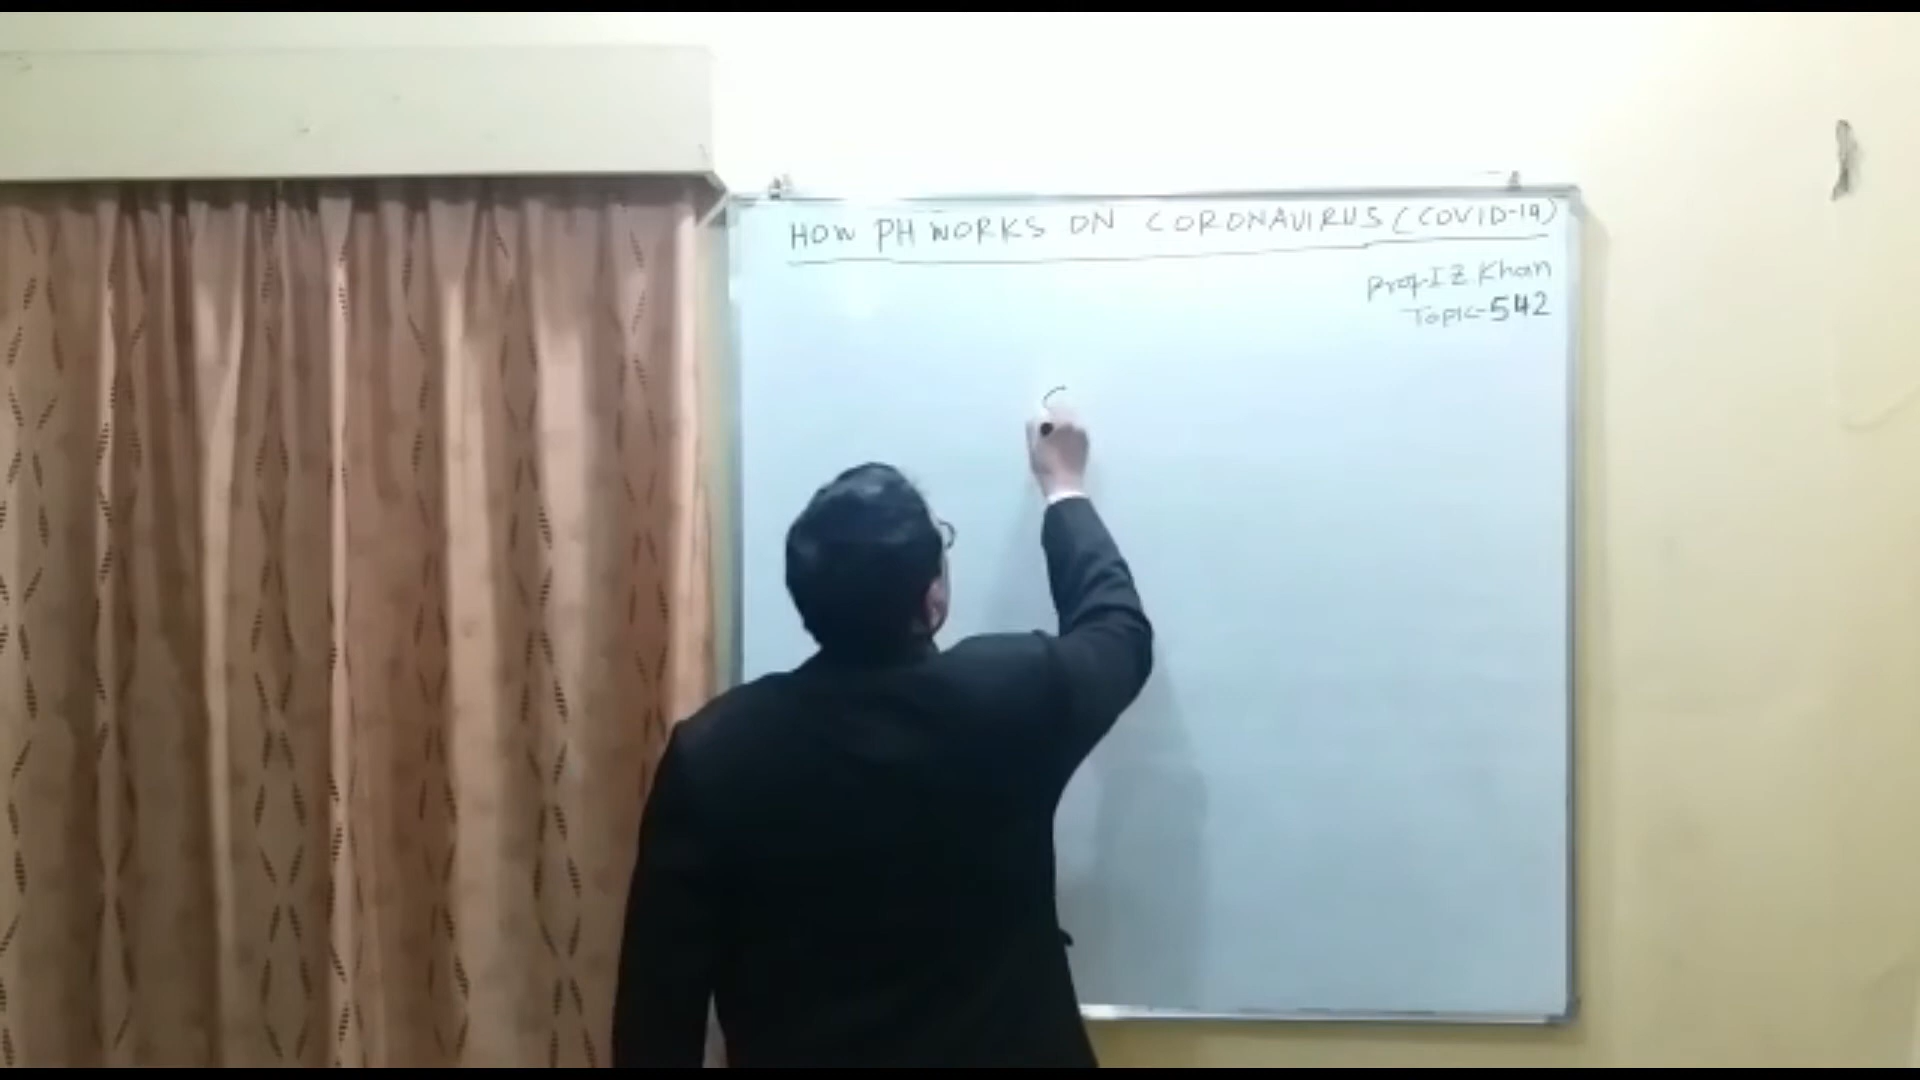 HOW PH WORKS ON CORONAVIRUS (COVID-19)
Prof. I Z Khan
Topic-542